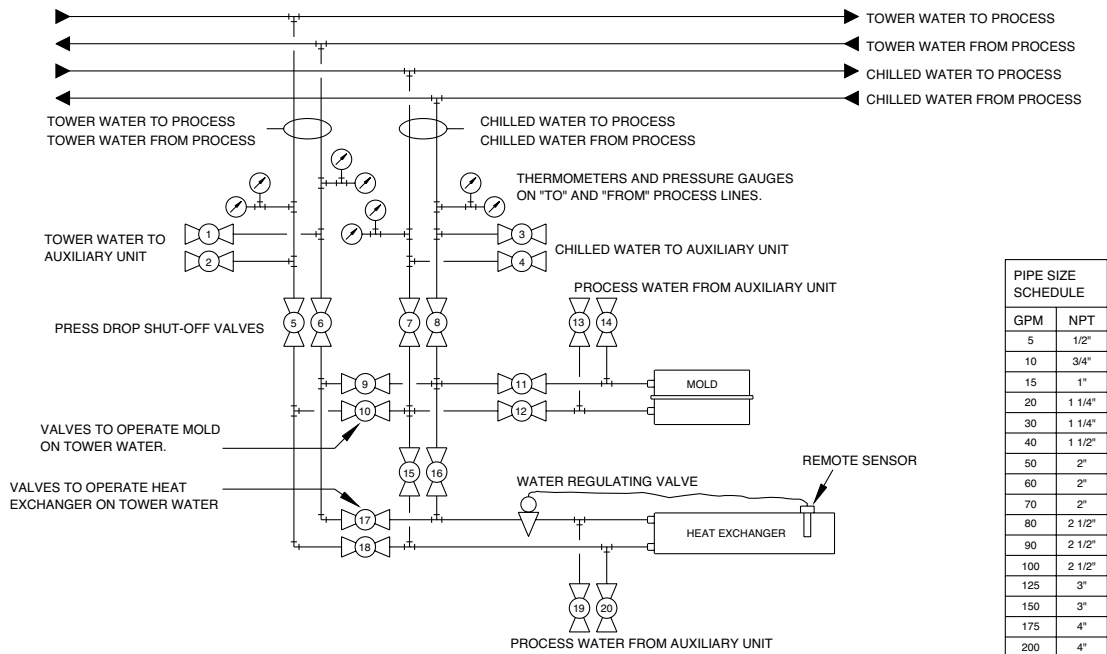 TOWER WATER TO PROCESS
TOWER WATER FROM PROCESS
CHILLED WATER TO PROCESS
CHILLED WATER FROM PROCESS
TOWER WATER TO PROCESS
TOWER WATER FROM PROCESS
CHILLED WATER TO PROCESS
CHILLED WATER FROM PROCESS
THERMOMETERS AND PRESSURE GAUGES
ON "TO" AND "FROM" PROCESS LINES.
TOWER WATER TO
AUXILIARY UNIT
1
2
3
4
CHILLED WATER TO AUXILIARY UNIT
PROCESS WATER FROM AUXILIARY UNIT
PRESS DROP SHUT-OFF VALVES
5
6
7
8
13
14
9
11
MOLD
10
12
VALVES TO OPERATE MOLD
ON TOWER WATER.
15
16
REMOTE SENSOR
WATER REGULATING VALVE
VALVES TO OPERATE HEAT
EXCHANGER ON TOWER WATER
17
HEAT EXCHANGER
18
19
20
PROCESS WATER FROM AUXILIARY UNIT
PIPE SIZE
SCHEDULE
GPM NPT
5 1/2"
10 3/4"
15 1"
20 1 1/4"
30 1 1/4"
40 1 1/2"
50 2"
60 2"
70 2"
80 2 1/2"
90 2 1/2"
100 2 1/2"
125 3"
150 3"
175 4"
200 4"